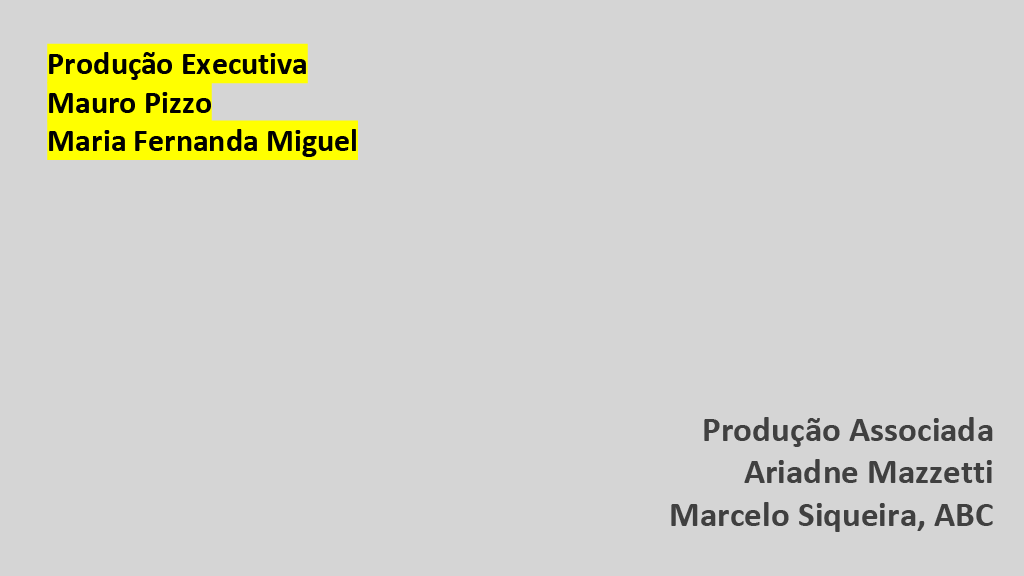 Produção Executiva
Mauro Pizzo
Maria Fernanda Miguel
Produção Associada
Ariadne Mazzetti
Marcelo Siqueira, ABC